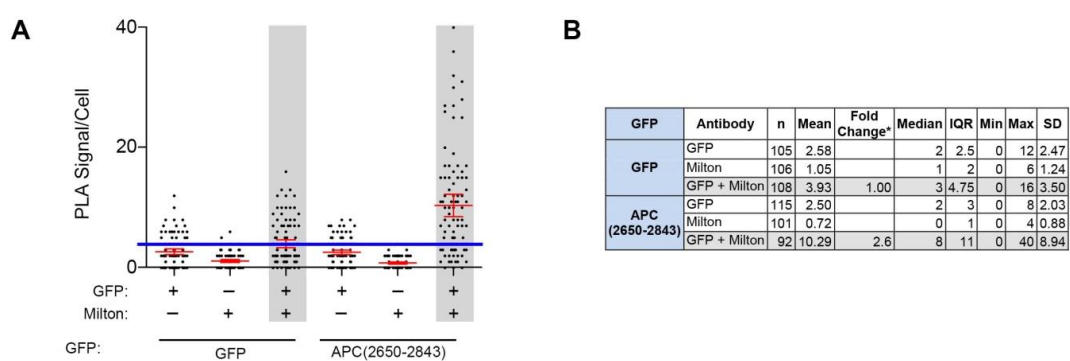 A
B
40
20
0
PLA Signal/Cell
GFP: + − + + − +
Milton: − + + − + +
GFP: GFP APC(2650-2843)
GFP Antibody n Mean Fold Change* Median IQR Min Max SD
GFP GFP 105 2.58 2 2.5 0 12 2.47
Milton 106 1.05 1 2 0 6 1.24
GFP + Milton 108 3.93 1.00 3 4.75 0 16 3.50
APC (2650-2843) GFP 115 2.50 2 3 0 8 2.03
Milton 101 0.72 0 1 0 4 0.88
GFP + Milton 92 10.29 2.6 8 11 0 40 8.94